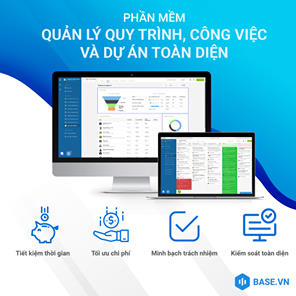 PHẦN MỀM
QUẢN LÝ QUY TRÌNH, CÔNG VIỆC
VÀ DỰ ÁN TOÀN DIỆN
Tiết kiệm thời gian
Tối ưu chi phí
Minh bạch trách nhiệm
Kiểm soát toàn diện
BASE.VN